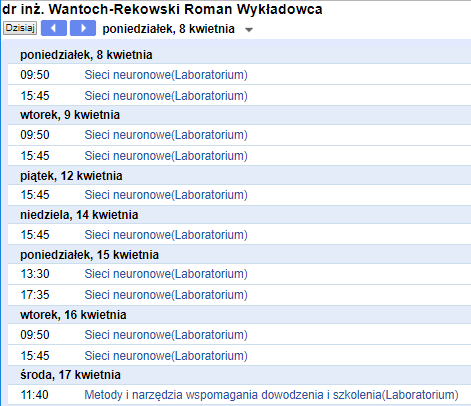 dr inż. Wantoch-Rekowski Roman Wykładowca
Dzisiaj poniedziałek, 8 kwietnia
poniedziałek, 8 kwietnia
09:50 Sieci neuronowe(Laboratorium)
15:45 Sieci neuronowe(Laboratorium)
wtorek, 9 kwietnia
09:50 Sieci neuronowe(Laboratorium)
15:45 Sieci neuronowe(Laboratorium)
piątek, 12 kwietnia
15:45 Sieci neuronowe(Laboratorium)
niedziela, 14 kwietnia
15:45 Sieci neuronowe(Laboratorium)
poniedziałek, 15 kwietnia
13:30 Sieci neuronowe(Laboratorium)
17:35 Sieci neuronowe(Laboratorium)
wtorek, 16 kwietnia
09:50 Sieci neuronowe(Laboratorium)
15:45 Sieci neuronowe(Laboratorium)
środa, 17 kwietnia
11:40 Metody i narzędzia wspomagania dowodzenia i szkolenia(Laboratorium)